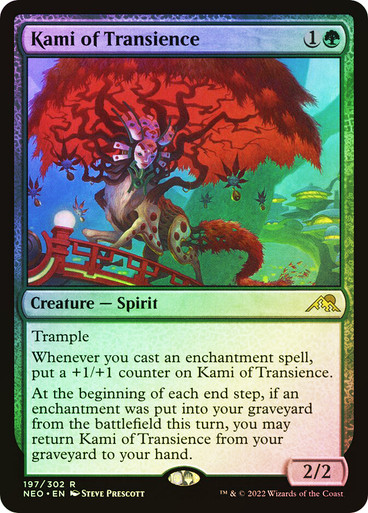 Kami of Transience 1
Creature — Spirit
Trample
Whenever you cast an enchantment spell,
put a +1/+1 counter on Kami of Transience.
At the beginning of each end step, if an
enchantment was put into your graveyard
from the battlefield this turn, you may
return Kami of Transience from your
graveyard to your hand.
2/2
197/302 R
NEO • EN Steve Prescott ™ & © 2022 Wizards of the Coast